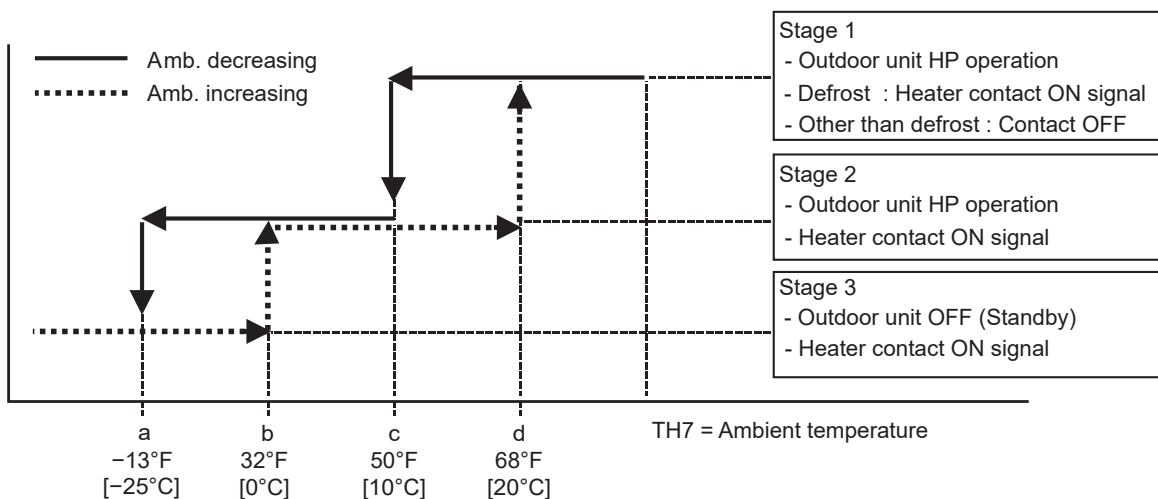 Amb. decreasing
Amb. increasing
Stage 1
- Outdoor unit HP operation
- Defrost : Heater contact ON signal
- Other than defrost : Contact OFF
Stage 2
- Outdoor unit HP operation
- Heater contact ON signal
Stage 3
- Outdoor unit OFF (Standby)
- Heater contact ON signal
a b c d
−13°F 32°F 50°F 68°F
[−25°C] [0°C] [10°C] [20°C]
TH7 = Ambient temperature